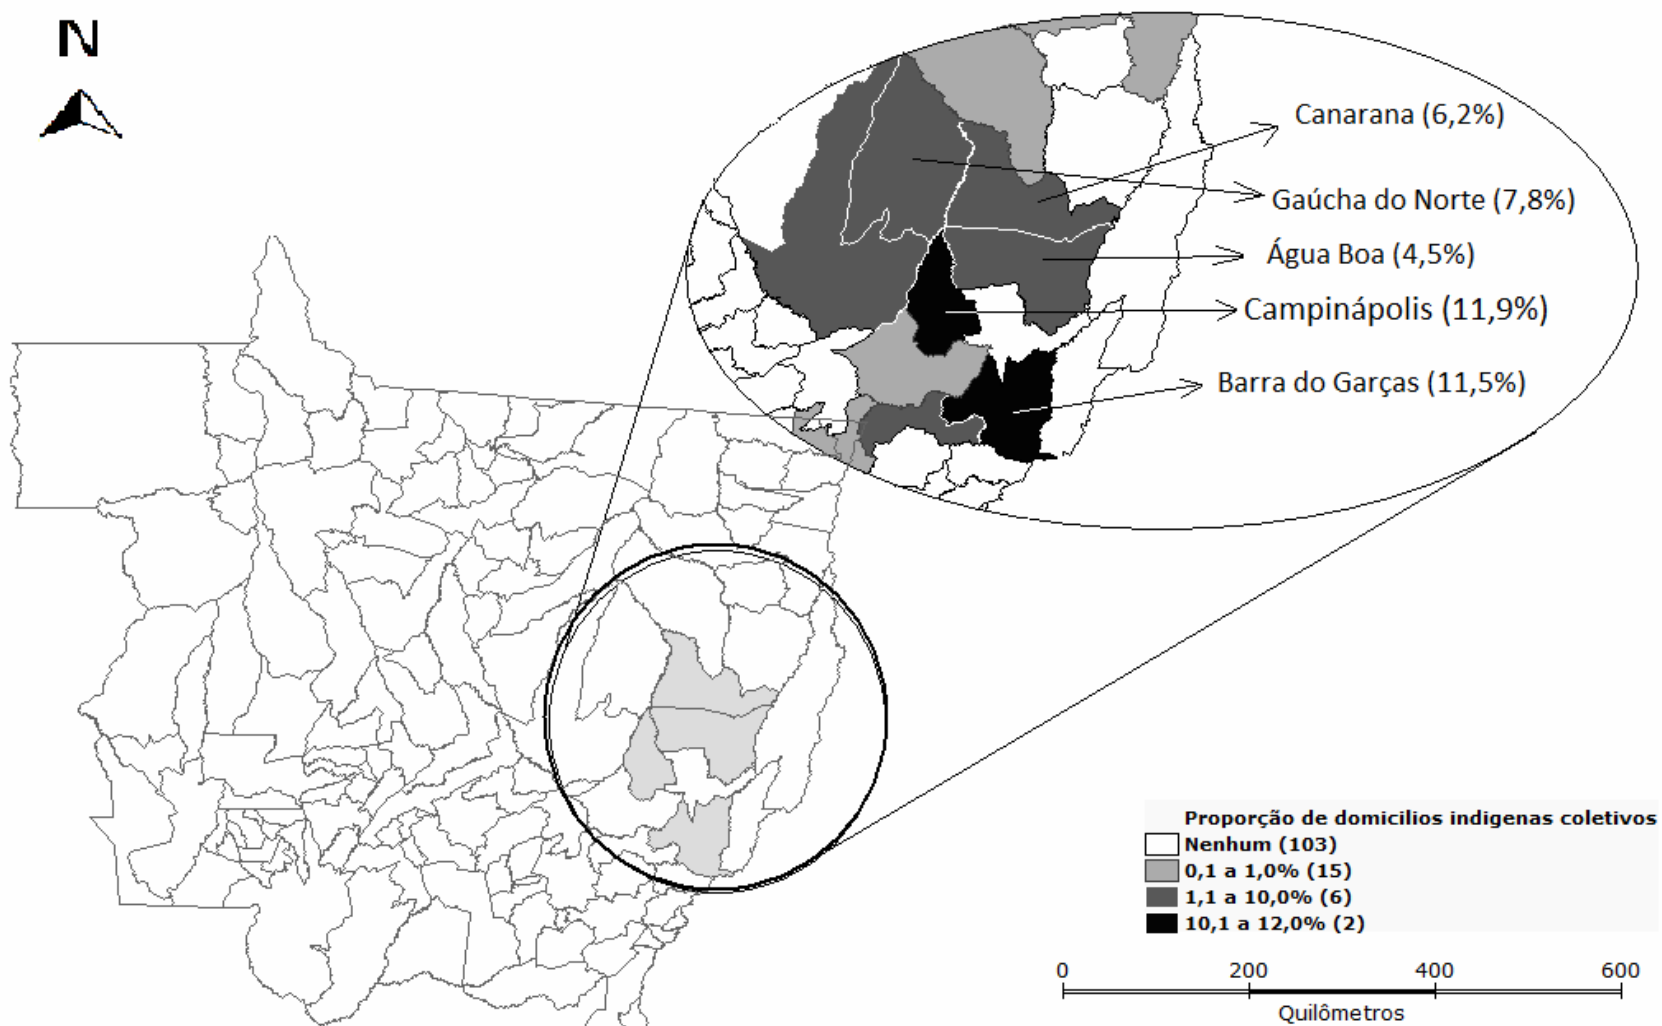 N
Canarana (6,2%)
Gaúcha do Norte (7,8%)
Água Boa (4,5%)
Campinápolis (11,9%)
Barra do Garças (11,5%)
Proporção de domicilios indigenas coletivos
Nenhum (103)
0,1 a 1,0% (15)
1,1 a 10,0% (6)
10,1 a 12,0% (2)
0 200 400 600
Quilômetros